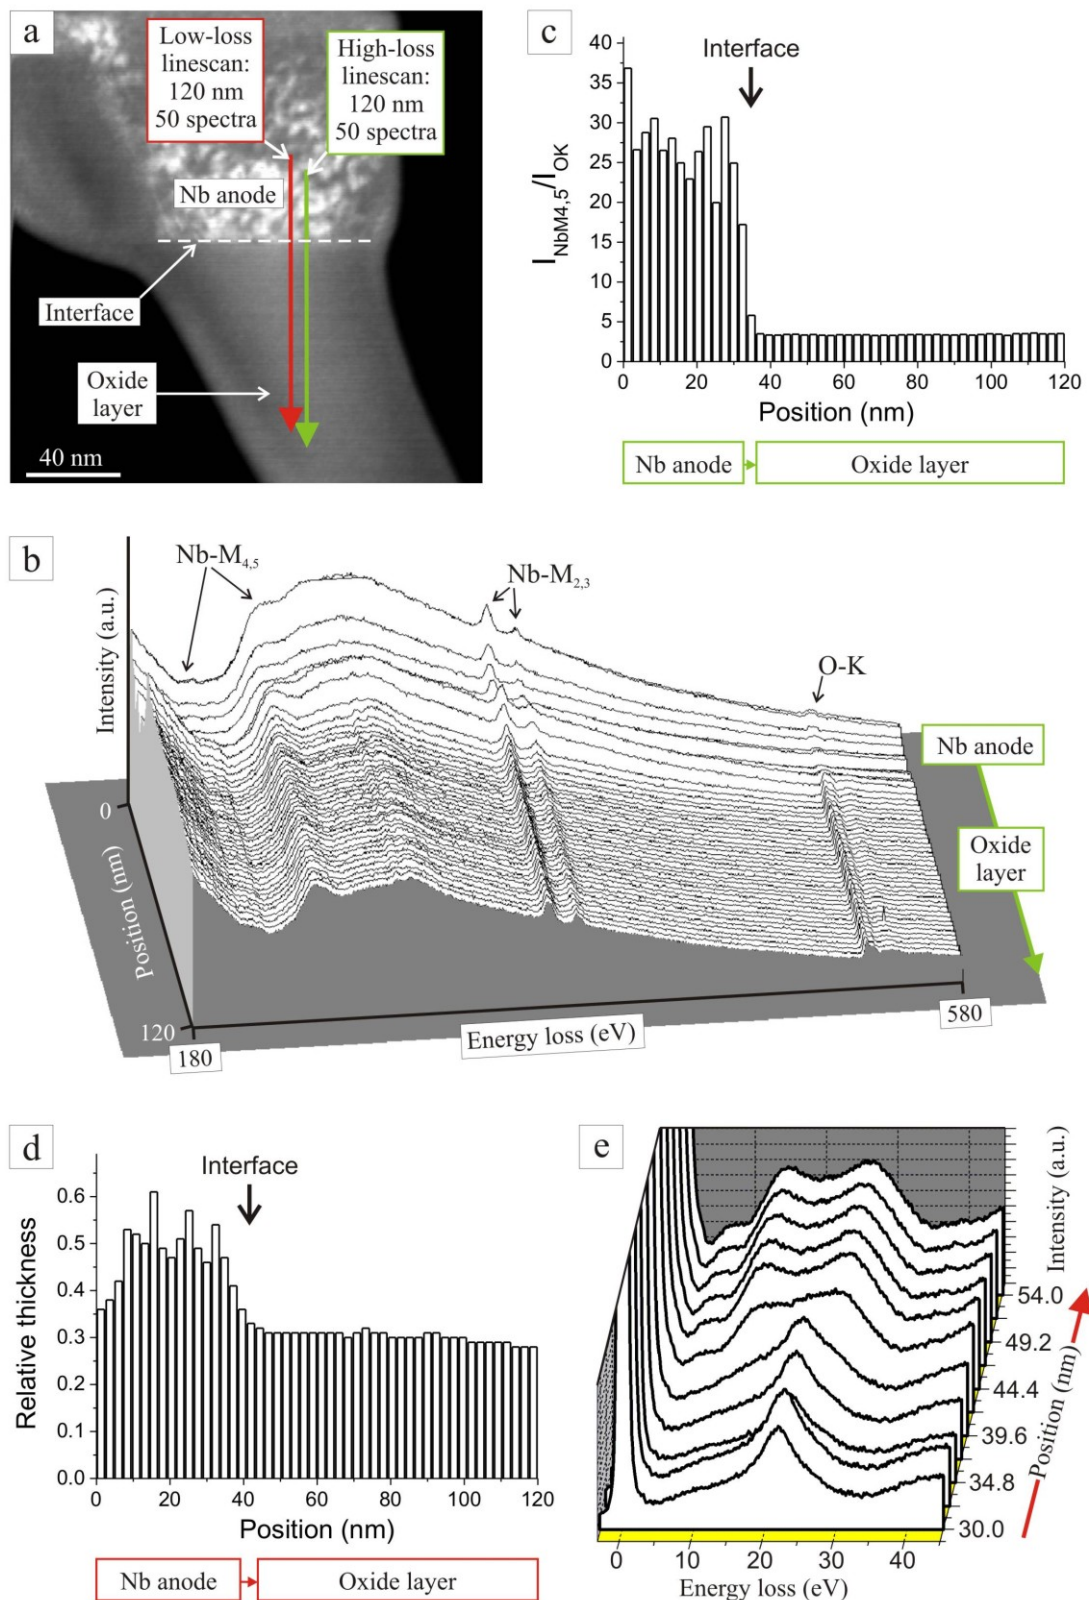 a
Low-loss
linescan:
120 nm
50 spectra
High-loss
linescan:
120 nm
50 spectra
Nb anode
Interface
Oxide
layer
40 nm
c
I_NbM4,5/I_OK
40
35
30
25
20
15
10
5
0
Interface
0 20 40 60 80 100 120
Position (nm)
Nb anode Oxide layer
b
Intensity (a.u.)
Nb-M4,5
Nb-M2,3
O-K
Nb anode
Oxide
layer
0
Position (nm)
120
180
Energy loss (eV)
580
d
Relative thickness
0.6
0.5
0.4
0.3
0.2
0.1
0.0
Interface
0 20 40 60 80 100 120
Position (nm)
Nb anode Oxide layer
e
Intensity (a.u.)
54.0
49.2
44.4
39.6
34.8
30.0
Position (nm)
0 10 20 30 40
Energy loss (eV)